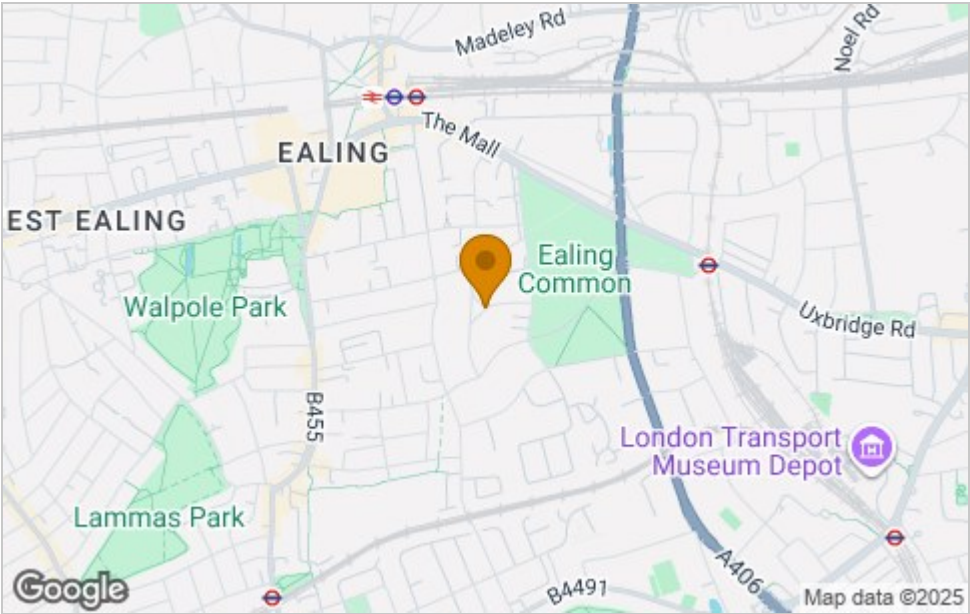 Madeley Rd
Noel Rd
The Mall
EALING
EST EALING
Ealing
Common
Walpole Park
Uxbridge Rd
B455
London Transport
Museum Depot
Lammas Park
A406
B4491
Google
Map data ©2025